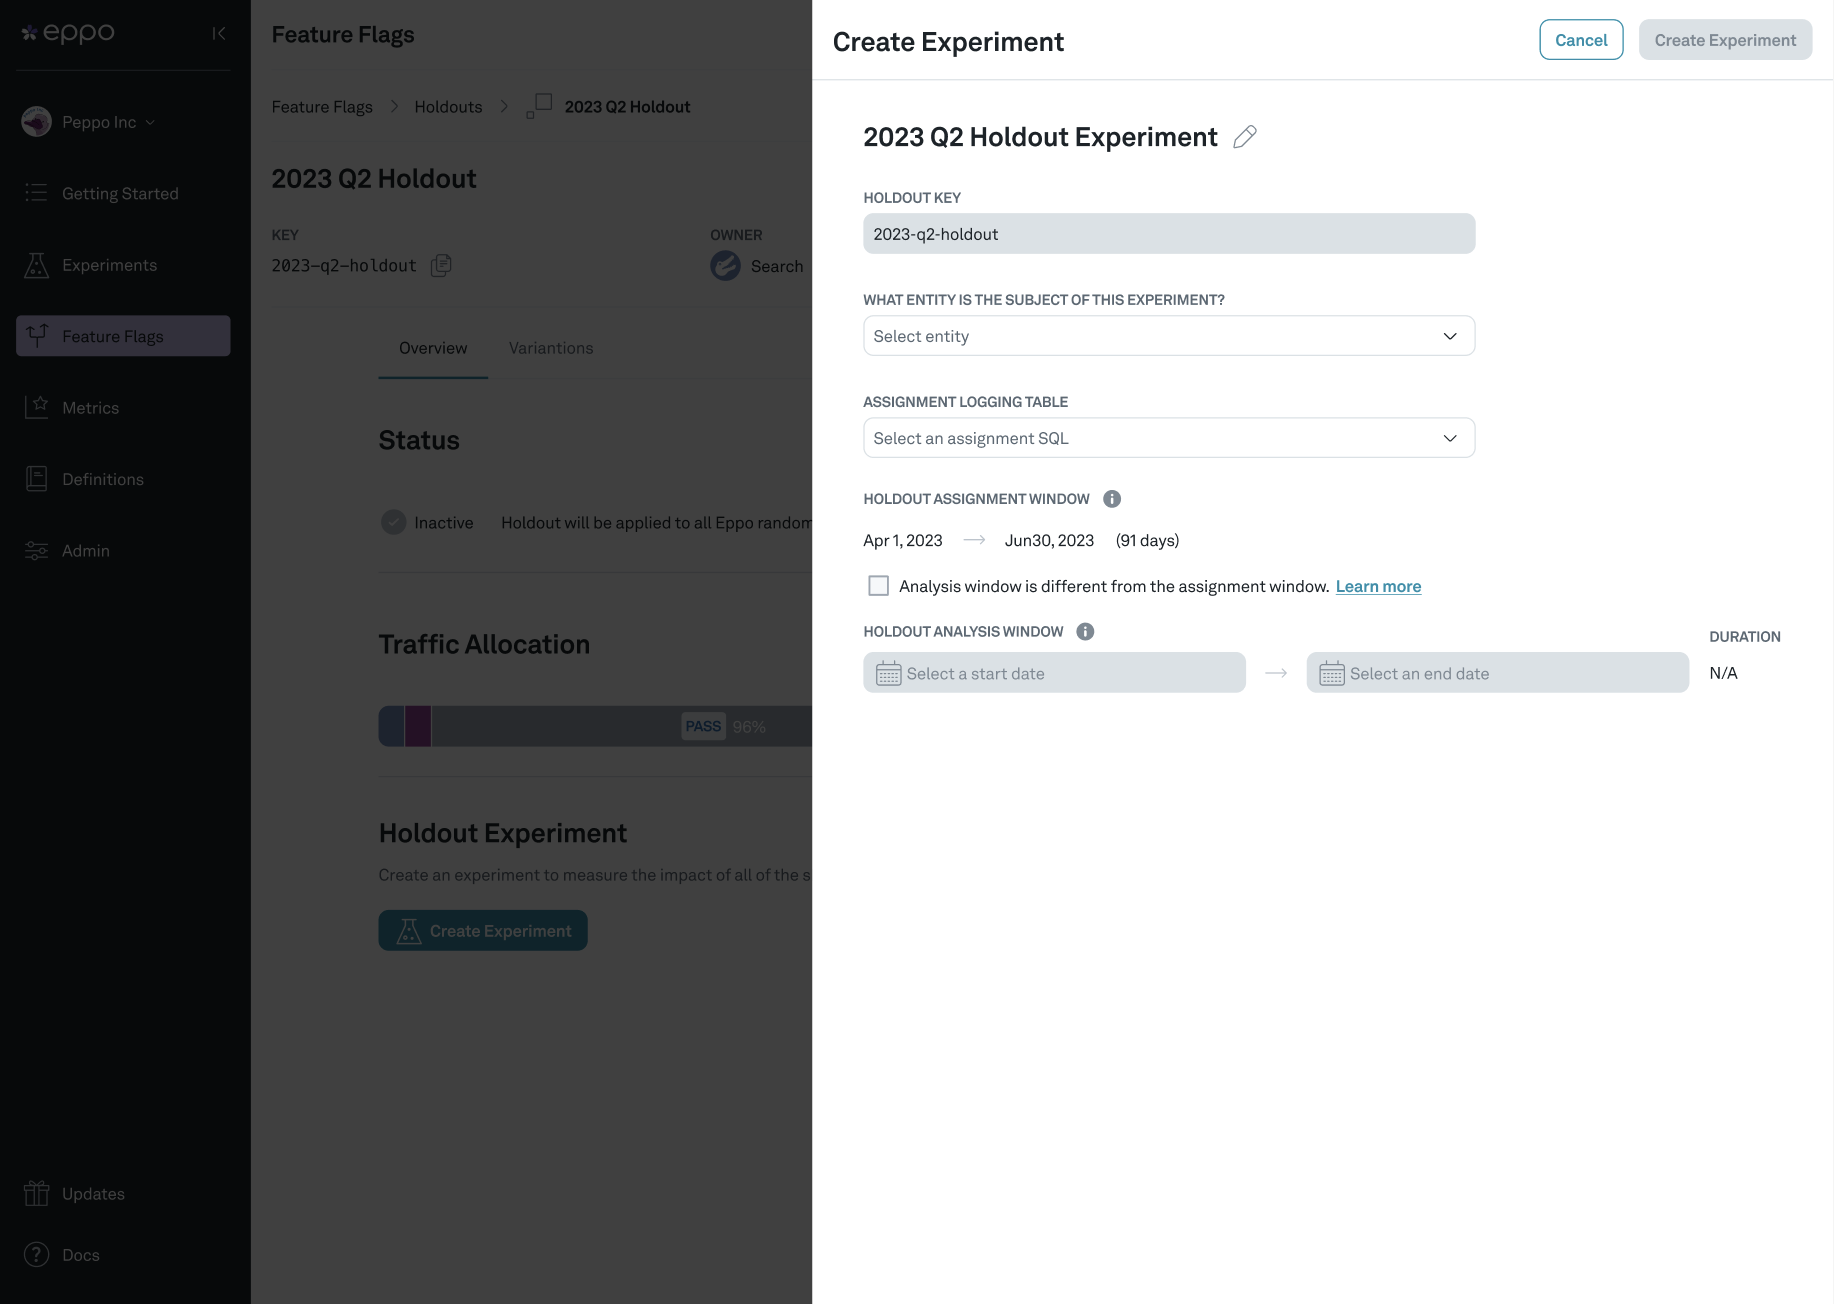 eppo
Peppo Inc
Getting Started
Experiments
Feature Flags
Metrics
Definitions
Admin
Updates
Docs
Feature Flags
Feature Flags > Holdouts > 2023 Q2 Holdout
2023 Q2 Holdout
KEY OWNER
2023-q2-holdout Search
Overview Variantions
Status
Inactive Holdout will be applied to all Eppo random
Traffic Allocation
PASS 96%
Holdout Experiment
Create an experiment to measure the impact of all of the s
Create Experiment
Create Experiment
Cancel
Create Experiment
2023 Q2 Holdout Experiment
HOLDOUT KEY
2023-q2-holdout
WHAT ENTITY IS THE SUBJECT OF THIS EXPERIMENT?
Select entity
ASSIGNMENT LOGGING TABLE
Select an assignment SQL
HOLDOUT ASSIGNMENT WINDOW
Apr 1, 2023 → Jun30, 2023 (91 days)
Analysis window is different from the assignment window. Learn more
HOLDOUT ANALYSIS WINDOW DURATION
Select a start date → Select an end date N/A